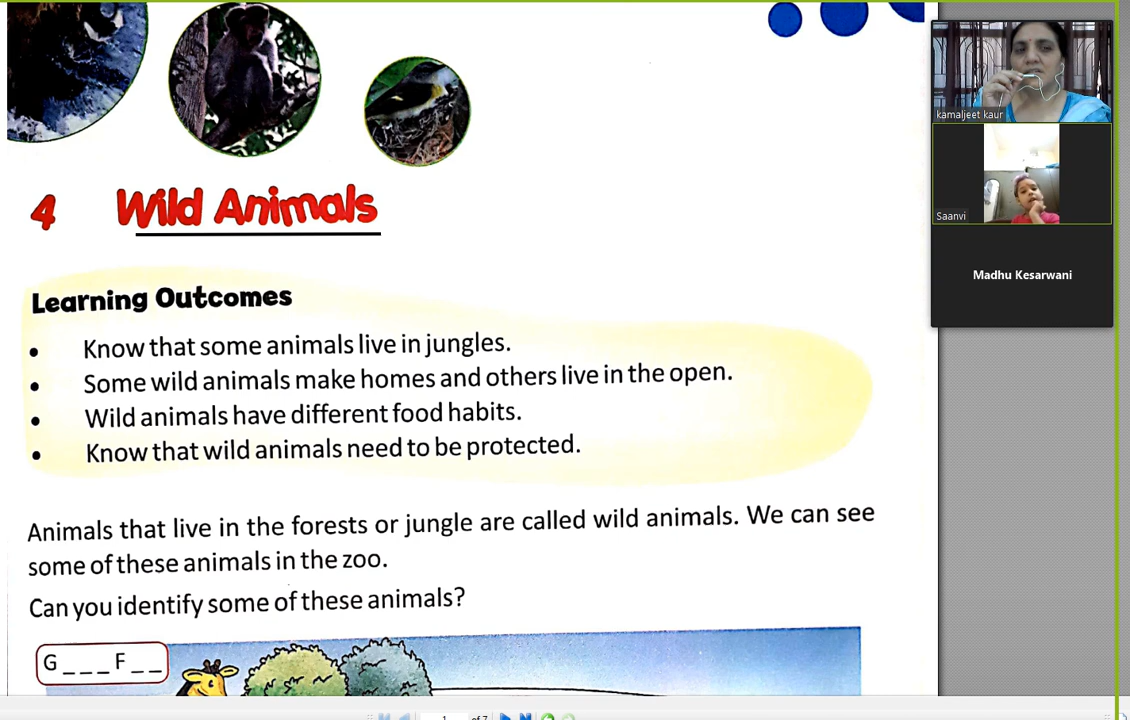 4 Wild Animals
Learning Outcomes
• Know that some animals live in jungles.
• Some wild animals make homes and others live in the open.
• Wild animals have different food habits.
• Know that wild animals need to be protected.
Animals that live in the forests or jungle are called wild animals. We can see
some of these animals in the zoo.
Can you identify some of these animals?
G _ _ _ F _ _
kamaljeet kaur
Saanvi
Madhu Kesarwani
1 of 7